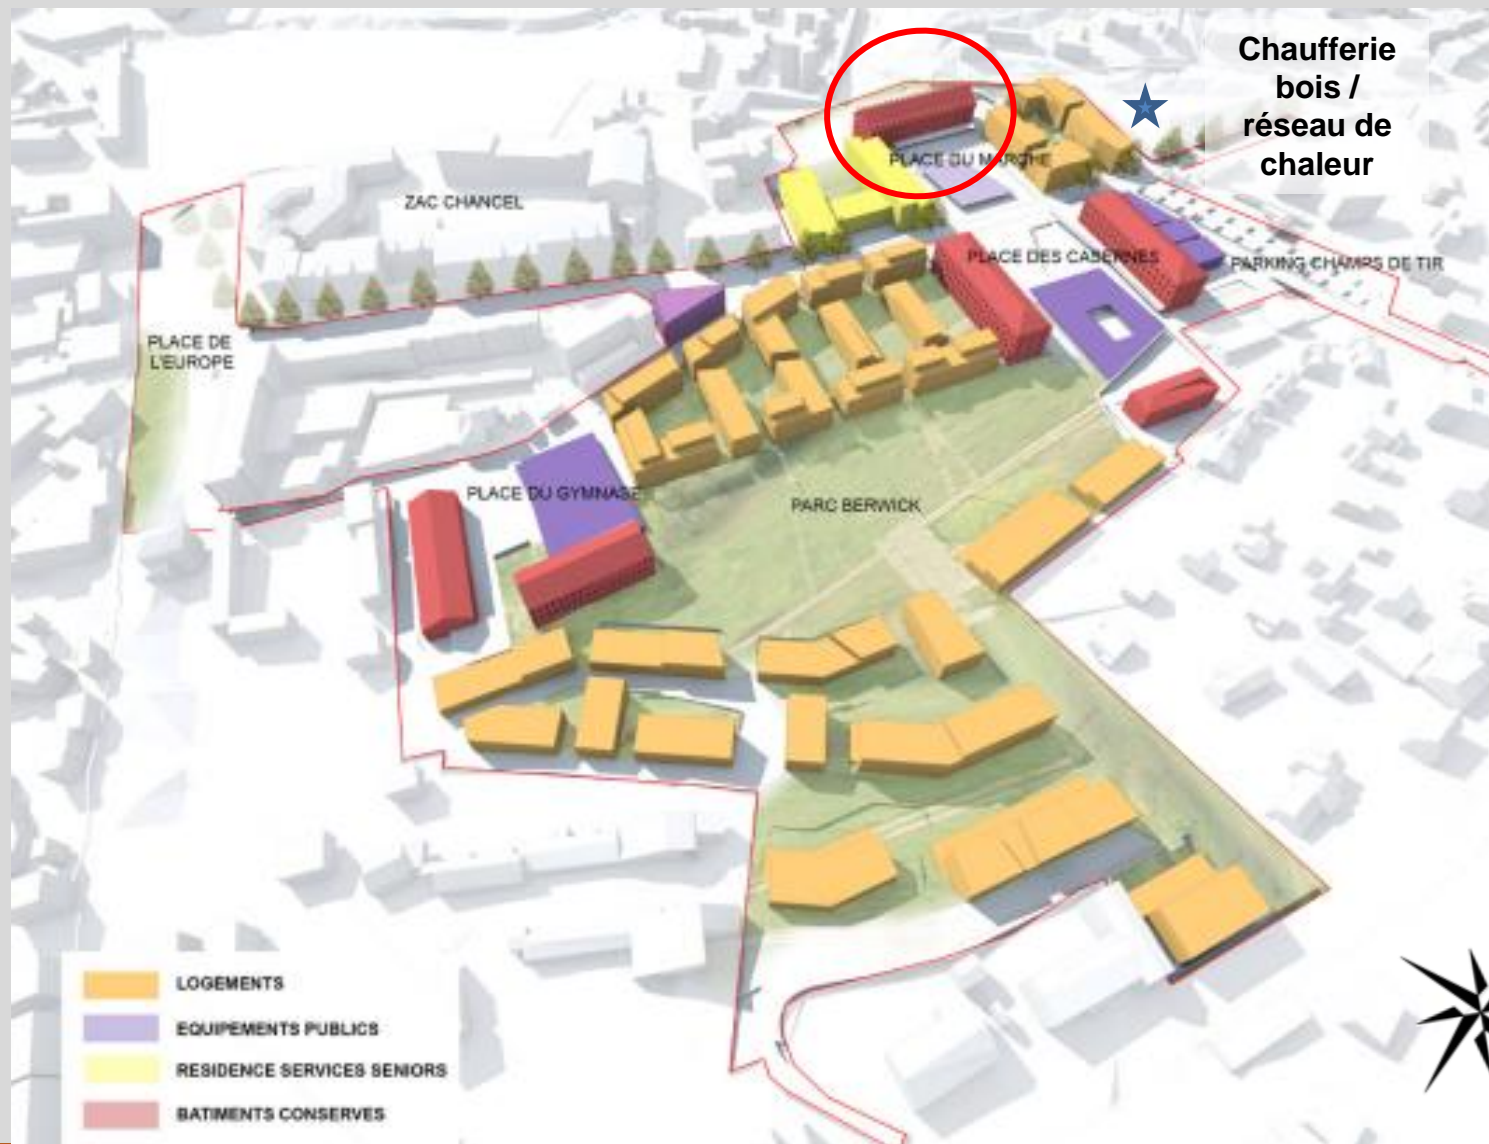 Chaufferie
bois /
réseau de
chaleur
PLACE DU MARCHE
ZAC CHANCEL
PLACE DES CASERNES
PARKING CHAMPS DE TIR
PLACE DE
L'EUROPE
PLACE DU GYMNASE
PARC BERWICK
LOGEMENTS
EQUIPEMENTS PUBLICS
RESIDENCE SERVICES SENIORS
BATIMENTS CONSERVES